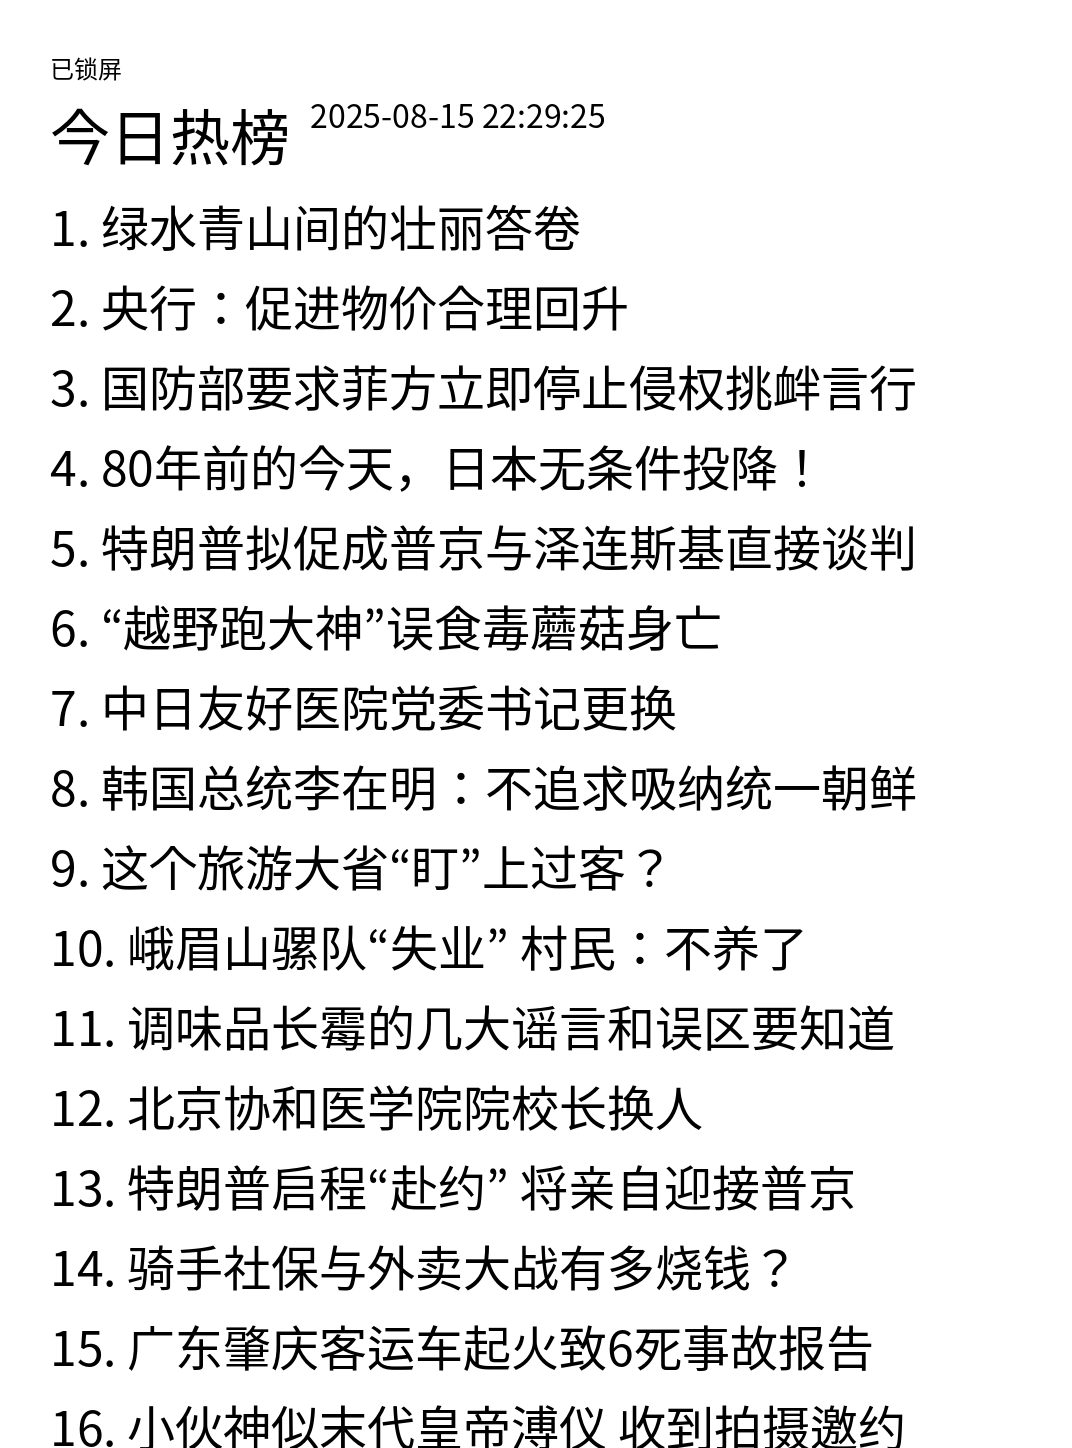 已锁屏
今日热榜 2025-08-15 22:29:25
1. 绿水青山间的壮丽答卷
2. 央行：促进物价合理回升
3. 国防部要求菲方立即停止侵权挑衅言行
4. 80年前的今天，日本无条件投降！
5. 特朗普拟促成普京与泽连斯基直接谈判
6. “越野跑大神”误食毒蘑菇身亡
7. 中日友好医院党委书记更换
8. 韩国总统李在明：不追求吸纳统一朝鲜
9. 这个旅游大省“盯”上过客？
10. 峨眉山骡队“失业” 村民：不养了
11. 调味品长霉的几大谣言和误区要知道
12. 北京协和医学院院校长换人
13. 特朗普启程“赴约” 将亲自迎接普京
14. 骑手社保与外卖大战有多烧钱？
15. 广东肇庆客运车起火致6死事故报告
16. 小伙神似末代皇帝溥仪 收到拍摄邀约